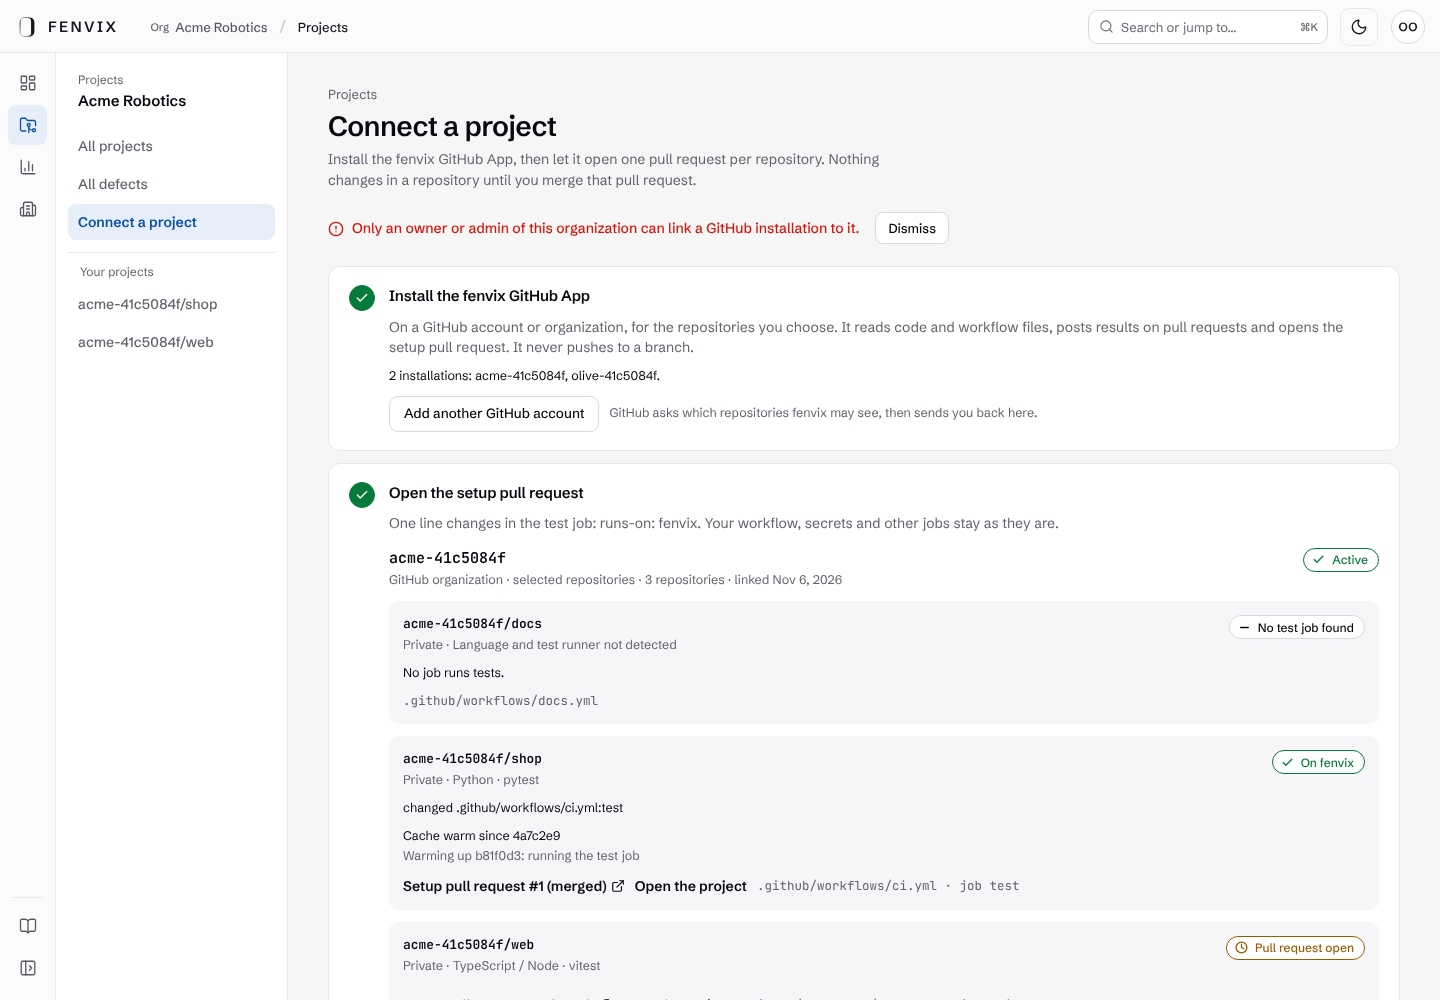 FENVIX
Org Acme Robotics / Projects
Search or jump to... ⌘K
OO
Projects
Acme Robotics
All projects
All defects
Connect a project
Your projects
acme-41c5084f/shop
acme-41c5084f/web
Projects
Connect a project
Install the fenvix GitHub App, then let it open one pull request per repository. Nothing
changes in a repository until you merge that pull request.
Only an owner or admin of this organization can link a GitHub installation to it.
Dismiss
Install the fenvix GitHub App
On a GitHub account or organization, for the repositories you choose. It reads code and workflow files, posts results on pull requests and opens the
setup pull request. It never pushes to a branch.
2 installations: acme-41c5084f, olive-41c5084f.
Add another GitHub account
GitHub asks which repositories fenvix may see, then sends you back here.
Open the setup pull request
One line changes in the test job: runs-on: fenvix. Your workflow, secrets and other jobs stay as they are.
acme-41c5084f
Active
GitHub organization · selected repositories · 3 repositories · linked Nov 6, 2026
acme-41c5084f/docs
No test job found
Private · Language and test runner not detected
No job runs tests.
.github/workflows/docs.yml
acme-41c5084f/shop
On fenvix
Private · Python · pytest
changed .github/workflows/ci.yml:test
Cache warm since 4a7c2e9
Warming up b81f0d3: running the test job
Setup pull request #1 (merged) Open the project .github/workflows/ci.yml · job test
acme-41c5084f/web
Pull request open
Private · TypeScript / Node · vitest